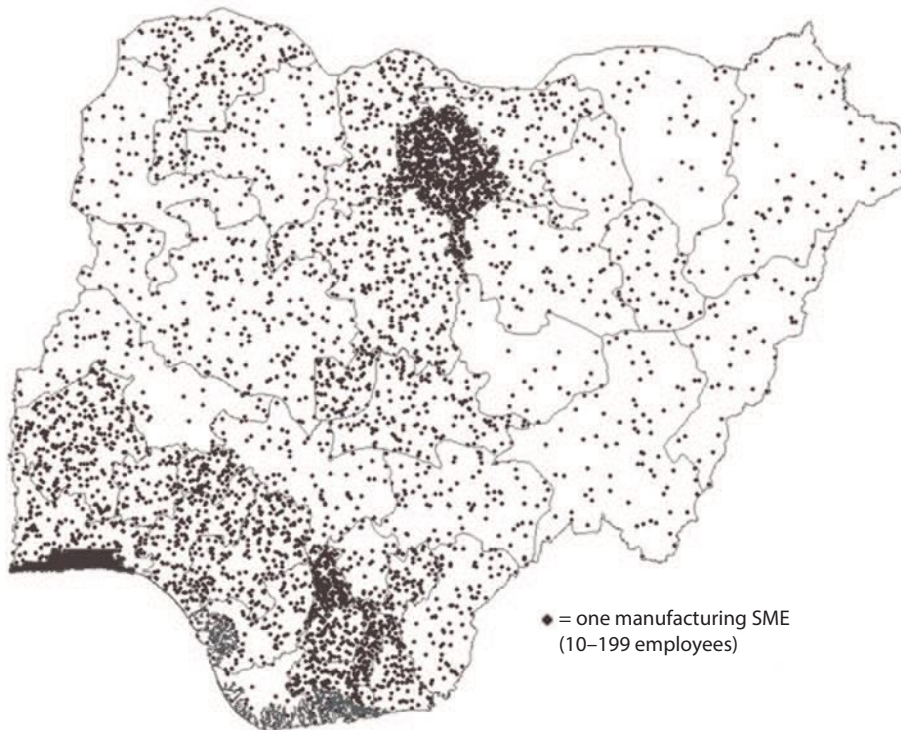 = one manufacturing SME
(10–199 employees)